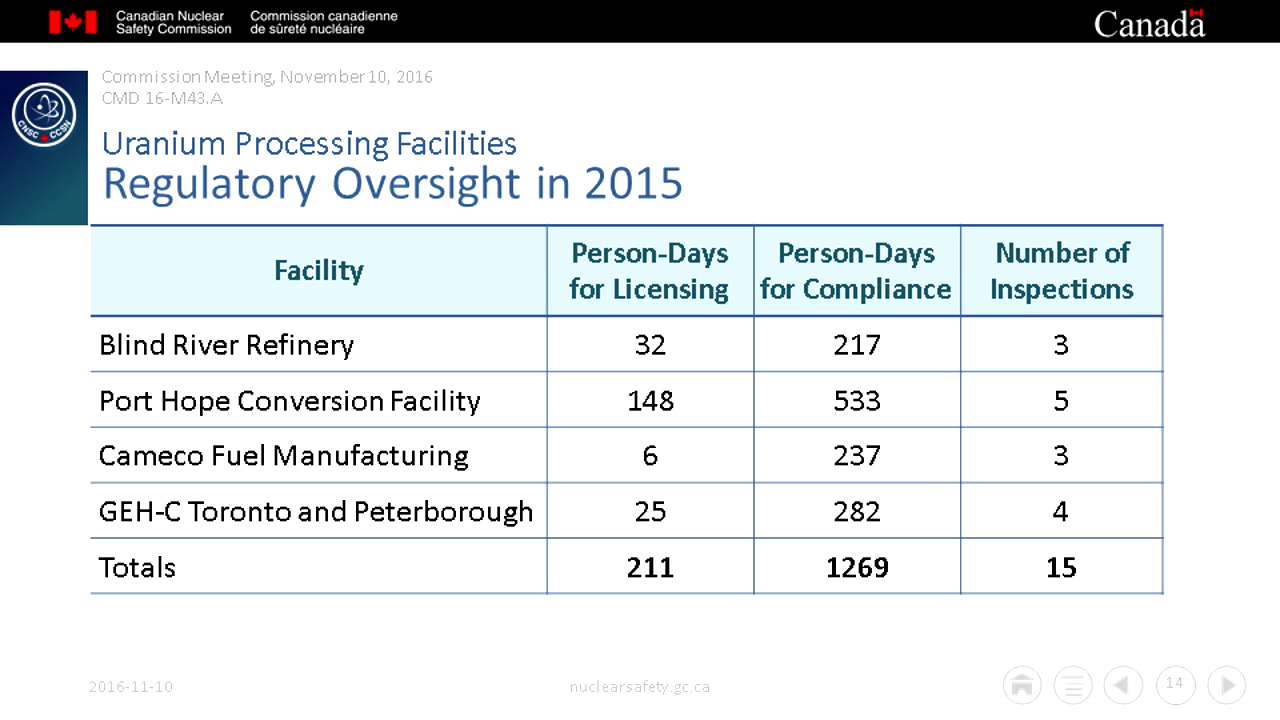 Canadian Nuclear Safety Commission
Commission canadienne de sûreté nucléaire
Canada
Commission Meeting, November 10, 2016
CMD 16-M43.A
CNSC CCSN
Uranium Processing Facilities
Regulatory Oversight in 2015
Facility Person-Days for Licensing Person-Days for Compliance Number of Inspections
Blind River Refinery 32 217 3
Port Hope Conversion Facility 148 533 5
Cameco Fuel Manufacturing 6 237 3
GEH-C Toronto and Peterborough 25 282 4
Totals 211 1269 15
2016-11-10 nuclearsafety.gc.ca 14